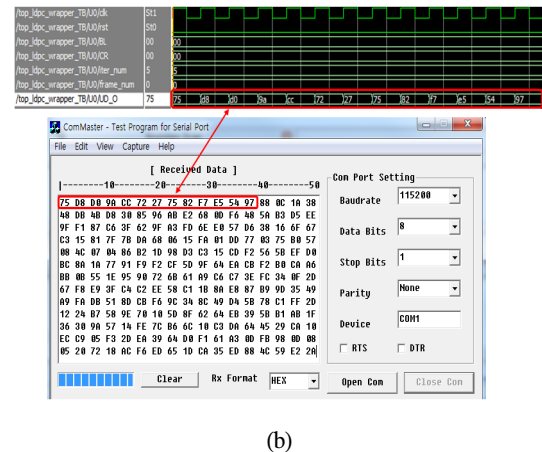 /top_ldpc_wrapper_TB/U0/clk St1
/top_ldpc_wrapper_TB/U0/rst St0
/top_ldpc_wrapper_TB/U0/BL 00 00
/top_ldpc_wrapper_TB/U0/CR 00 00
/top_ldpc_wrapper_TB/U0/iter_num 5 5
/top_ldpc_wrapper_TB/U0/frame_num 0 0
/top_ldpc_wrapper_TB/U0/UD_O 75 75 d8 d0 9a cc 72 27 75 82 f7 e5 54 97
ComMaster - Test Program for Serial Port
File Edit View Capture Help
[ Received Data ]
|--------10--------20--------30--------40--------50
75 D8 D0 9A CC 72 27 75 82 F7 E5 54 97 88 0C 1A 38
48 DB 4B D8 30 85 96 AB E2 68 0D F6 48 5A B3 D5 EE
9F F1 87 C6 3F 62 9F A3 FD 6E E0 57 D6 38 16 6F 67
C3 15 81 7F 7B DA 68 06 15 FA 01 DD 77 03 75 B0 57
08 4C 07 04 86 B2 1D 98 D3 C3 15 CD F2 56 5B EF D0
BC 8A 1A 77 91 F9 F2 CF 5D 9F 64 EA CB F2 B0 CA A6
BB 0B 55 1E 95 90 72 6B 61 A9 C6 C7 3E FC 34 0F 2D
67 F8 E9 3F C4 C2 EE 58 C1 1B 8A E8 87 B9 9D 35 49
A9 FA DB 51 8D CB F6 9C 34 8C 49 D4 5B 78 C1 FF 2D
12 24 B7 58 9E 70 10 5D 8F 62 64 EB 39 5B B1 AB 1F
36 30 9A 57 14 FE 7C B6 6C 10 C3 DA 64 45 29 CA 10
EC C9 05 F3 2D EA 39 64 D0 F1 61 A3 0D FB 98 0D 08
05 20 72 18 AC F6 ED 65 1D CA 35 ED 88 4C 59 E2 2A
Com Port Setting
Baudrate 115200
Data Bits 8
Stop Bits 1
Parity None
Device COM1
RTS DTR
Clear Rx Format HEX Open Com Close Com
(b)